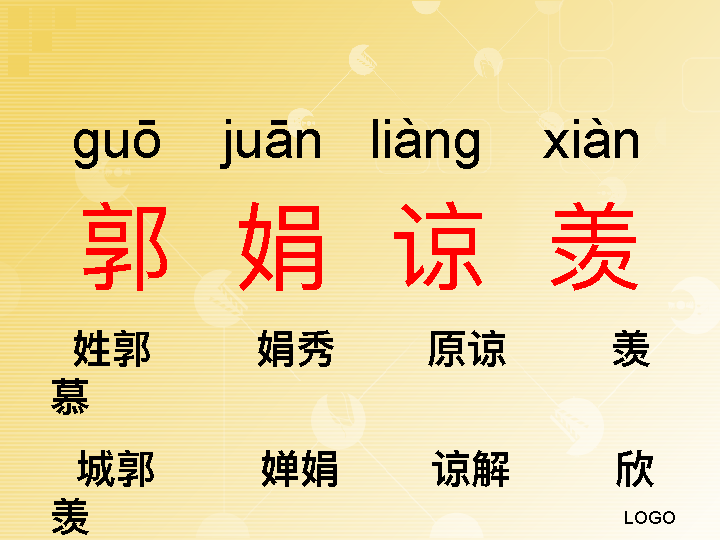 guō juān liàng xiàn
郭 娟 谅 羡
姓郭 娟秀 原谅 羡
慕
城郭 婵娟 谅解 欣
羡
LOGO